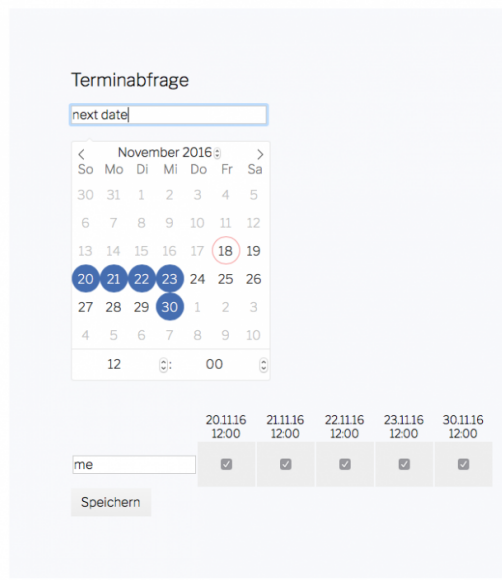 Terminabfrage
next date
November 2016
So Mo Di Mi Do Fr Sa
30 31 1 2 3 4 5
6 7 8 9 10 11 12
13 14 15 16 17 18 19
20 21 22 23 24 25 26
27 28 29 30 1 2 3
4 5 6 7 8 9 10
12 : 00
20.11.16 21.11.16 22.11.16 23.11.16 30.11.16
12:00 12:00 12:00 12:00 12:00
me
Speichern